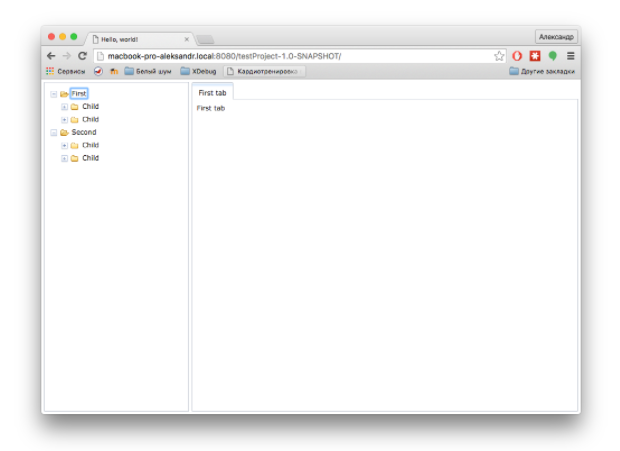 Hello, world!
Александр
macbook-pro-aleksandr.local:8080/testProject-1.0-SNAPSHOT/
Сервисы
Белый шум
XDebug
Кардиотренировко
Другие закладки
First
Child
Child
Second
Child
Child
First tab
First tab